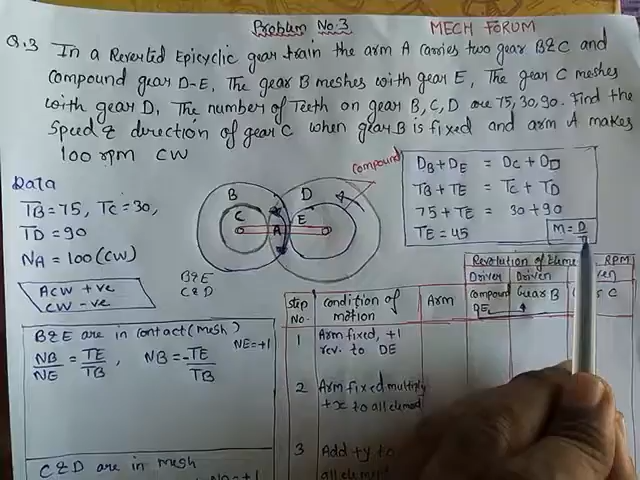 Problem No:3
MECH FORUM
Q.3 In a Reverted Epicyclic gear train the arm A carries two gear B&C and
compound gear D-E, The gear B meshes with gear E, The gear C meshes
with gear D, The number of Teeth on gear B, C, D are 75, 30, 90. Find the
Speed & direction of gear C when gear B is fixed and arm A makes
100 rpm CW
Data
TB = 75, TC = 30,
TD = 90
NA = 100 (CW)
ACW +ve
CW -ve
compound
B
D
C
A
E
B&E
C&D
DB + DE = DC + DD
TB + TE = TC + TD
75 + TE = 30 + 90
TE = 45
M = D
B&E are in contact (mesh)
NE = +1
NB/NE = TE/TB, NB = -TE/TB
C&D are in mesh
Revolution of Eleme RPM
Driver Driven
Step No. condition of motion Arm compound Gear B C
1 Arm fixed, +1
rev. to DE
2 Arm fixed multiply
+x to all
3 Add +y to